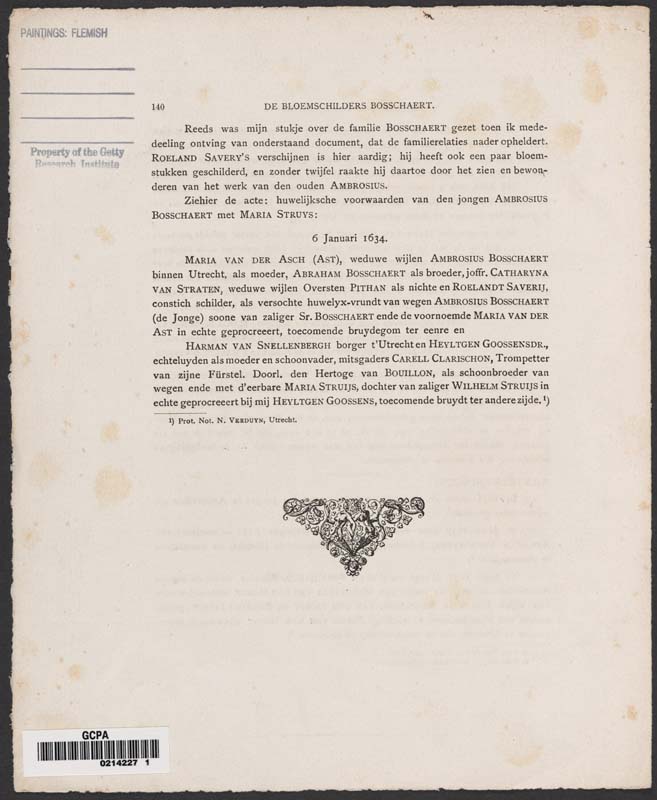 PAINTINGS: FLEMISH
Property of the Getty
Research Institute
140 DE BLOEMSCHILDERS BOSSCHAERT.
Reeds was mijn stukje over de familie BOSSCHAERT gezet toen ik mede-
deeling ontving van onderstaand document, dat de familierelaties nader opheldert.
ROELAND SAVERY'S verschijnen is hier aardig; hij heeft ook een paar bloem-
stukken geschilderd, en zonder twijfel raakte hij daartoe door het zien en bewon-
deren van het werk van den ouden AMBROSIUS.
Ziehier de acte: huwelijksche voorwaarden van den jongen AMBROSIUS
BOSSCHAERT met MARIA STRUYS:
6 Januari 1634.
MARIA VAN DER ASCH (AST), weduwe wijlen AMBROSIUS BOSSCHAERT
binnen Utrecht, als moeder, ABRAHAM BOSSCHAERT als broeder, joffr. CATHARYNA
VAN STRATEN, weduwe wijlen Oversten PITHAN als nichte en ROELANDT SAVERIJ,
constich schilder, als versochte huwelyx-vrundt van wegen AMBROSIUS BOSSCHAERT
(de Jonge) soone van zaliger Sr. BOSSCHAERT ende de voornoemde MARIA VAN DER
AST in echte geprocreeert, toecomende bruydegom ter eenre en
HARMAN VAN SNELLENBERGH borger t'Utrecht en HEYLTGEN GOOSSENSDR.,
echteluyden als moeder en schoonvader, mitsgaders CARELL CLARISCHON, Trompetter
van zijne Fürstel. Doorl. den Hertoge van BOUILLON, als schoonbroeder van
wegen ende met d'eerbare MARIA STRUIJS, dochter van zaliger WILHELM STRUIJS in
echte geprocreeert bij mij HEYLTGEN GOOSSENS, toecomende bruydt ter andere zijde. ¹)
¹) Prot. Not. N. VERDUYN, Utrecht.
GCPA
0214227 1